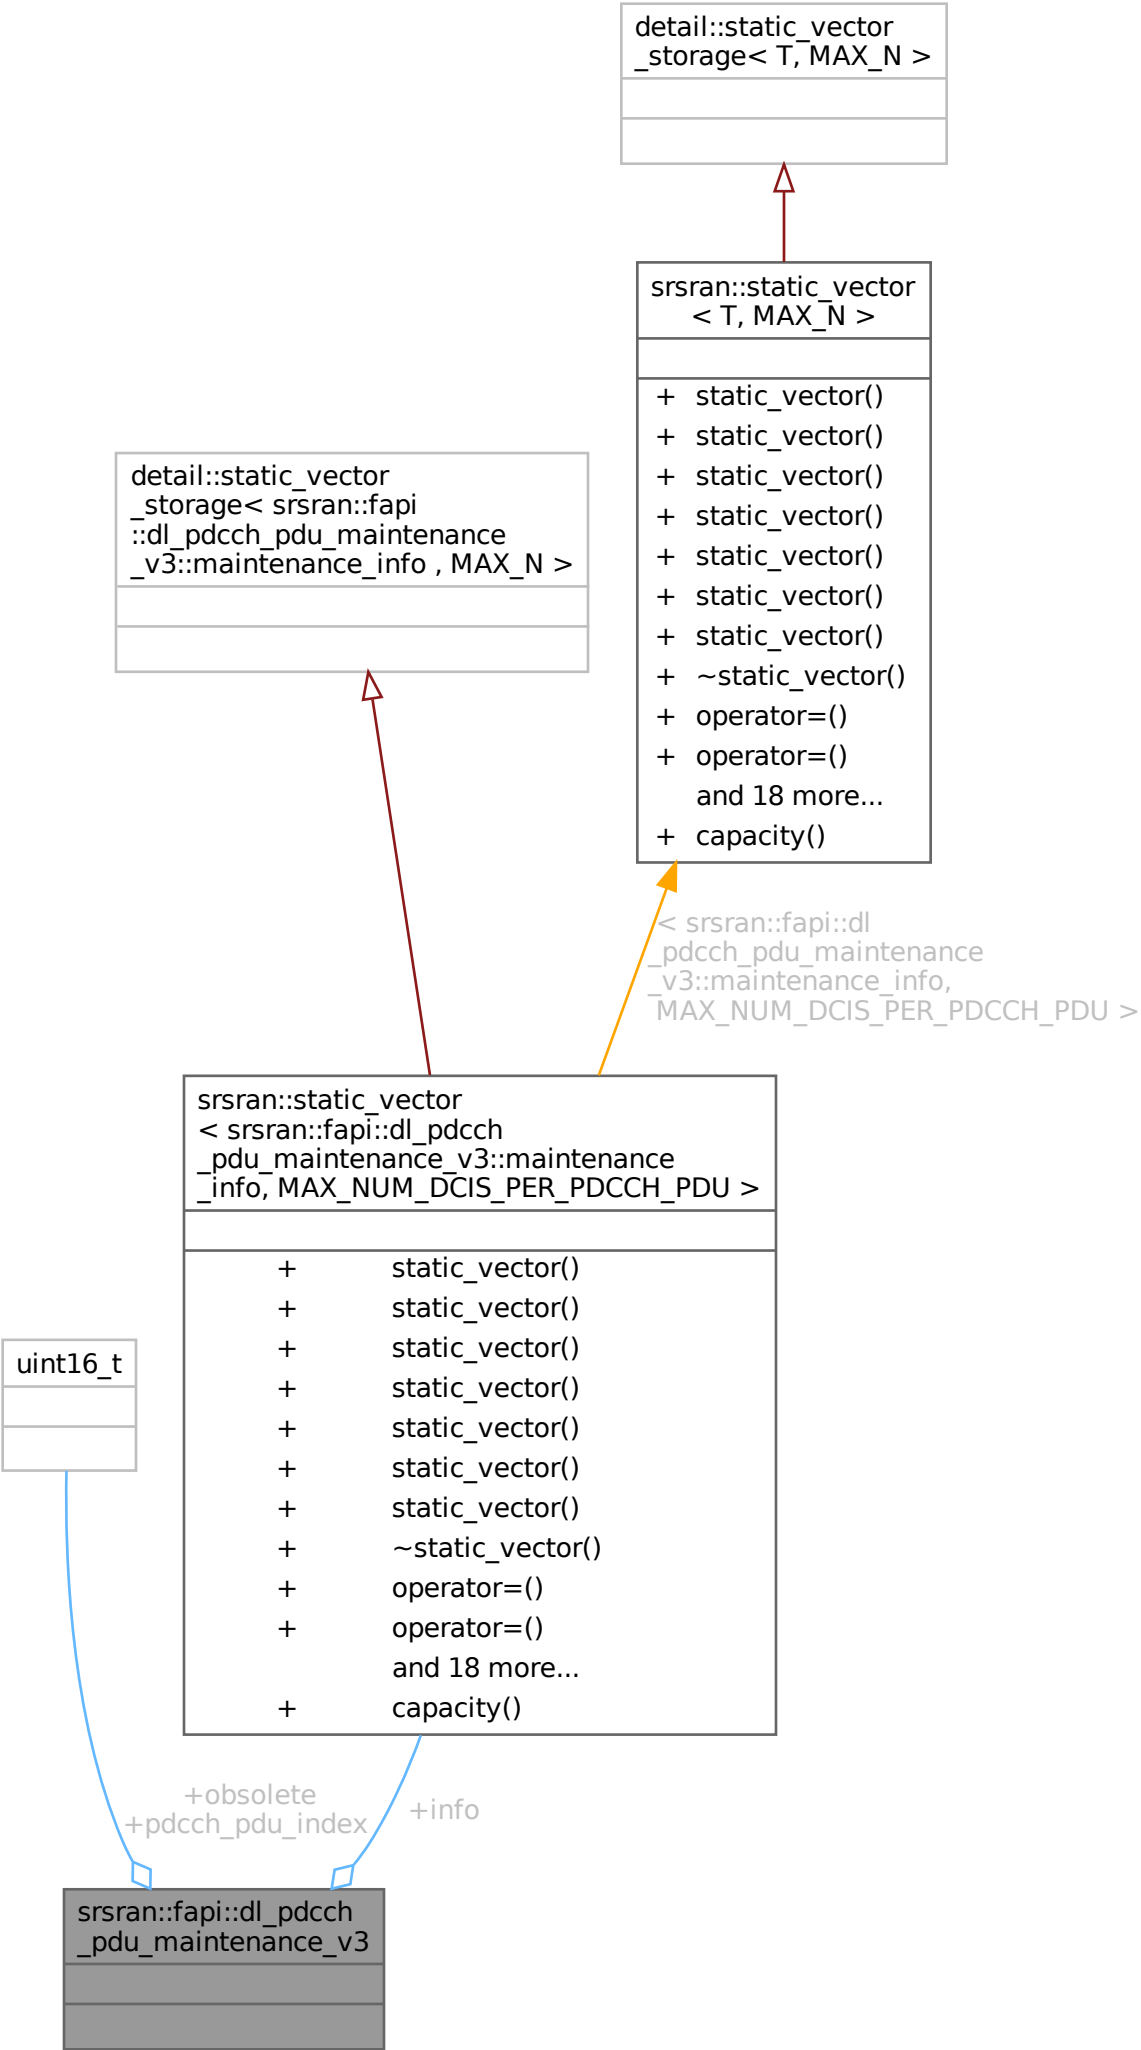 detail::static_vector
_storage< T, MAX_N >
srsran::static_vector
< T, MAX_N >
+ static_vector()
+ static_vector()
+ static_vector()
+ static_vector()
+ static_vector()
+ static_vector()
+ static_vector()
+ ~static_vector()
+ operator=()
+ operator=()
and 18 more...
+ capacity()
detail::static_vector
_storage< srsran::fapi
::dl_pdcch_pdu_maintenance
_v3::maintenance_info , MAX_N >
< srsran::fapi::dl
_pdcch_pdu_maintenance
_v3::maintenance_info,
MAX_NUM_DCIS_PER_PDCCH_PDU >
srsran::static_vector
< srsran::fapi::dl_pdcch
_pdu_maintenance_v3::maintenance
_info, MAX_NUM_DCIS_PER_PDCCH_PDU >
+ static_vector()
+ static_vector()
+ static_vector()
+ static_vector()
+ static_vector()
+ static_vector()
+ static_vector()
+ ~static_vector()
+ operator=()
+ operator=()
and 18 more...
+ capacity()
uint16_t
+obsolete
+pdcch_pdu_index
+info
srsran::fapi::dl_pdcch
_pdu_maintenance_v3